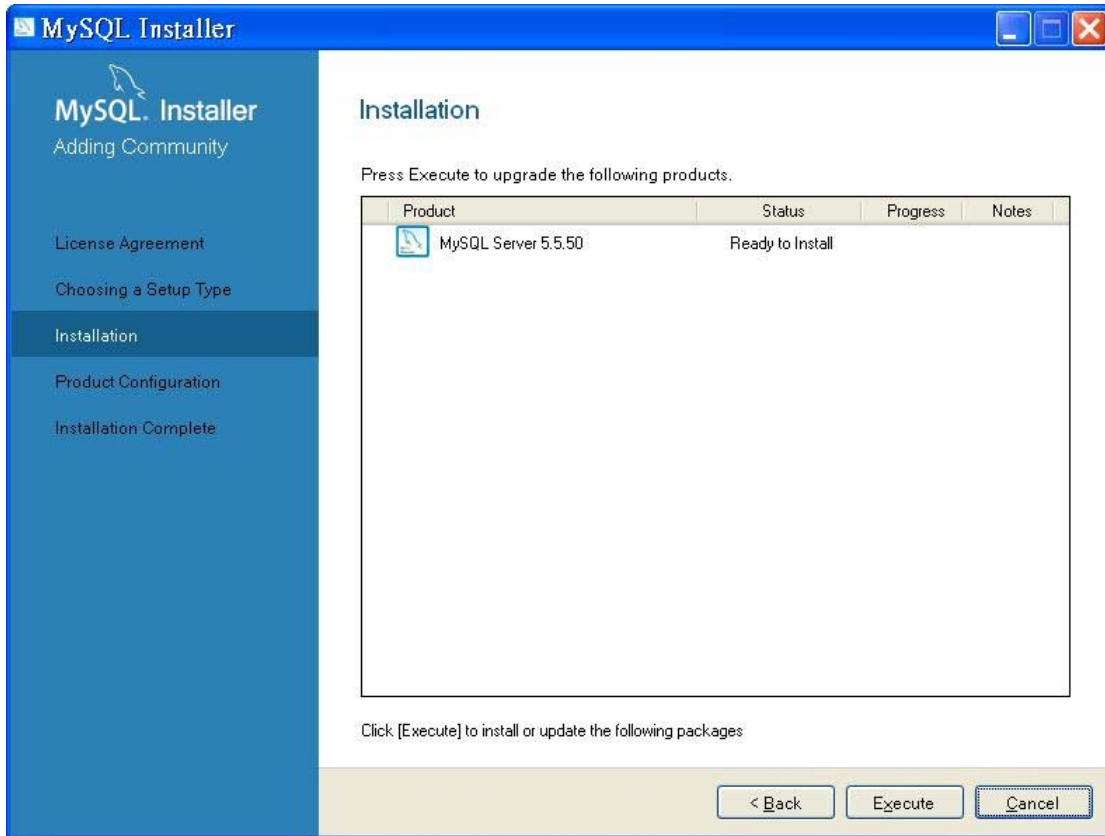 MySQL Installer
MySQL. Installer
Adding Community
License Agreement
Choosing a Setup Type
Installation
Product Configuration
Installation Complete
Installation
Press Execute to upgrade the following products.
Product Status Progress Notes
MySQL Server 5.5.50 Ready to Install
Click [Execute] to install or update the following packages
< Back Execute Cancel